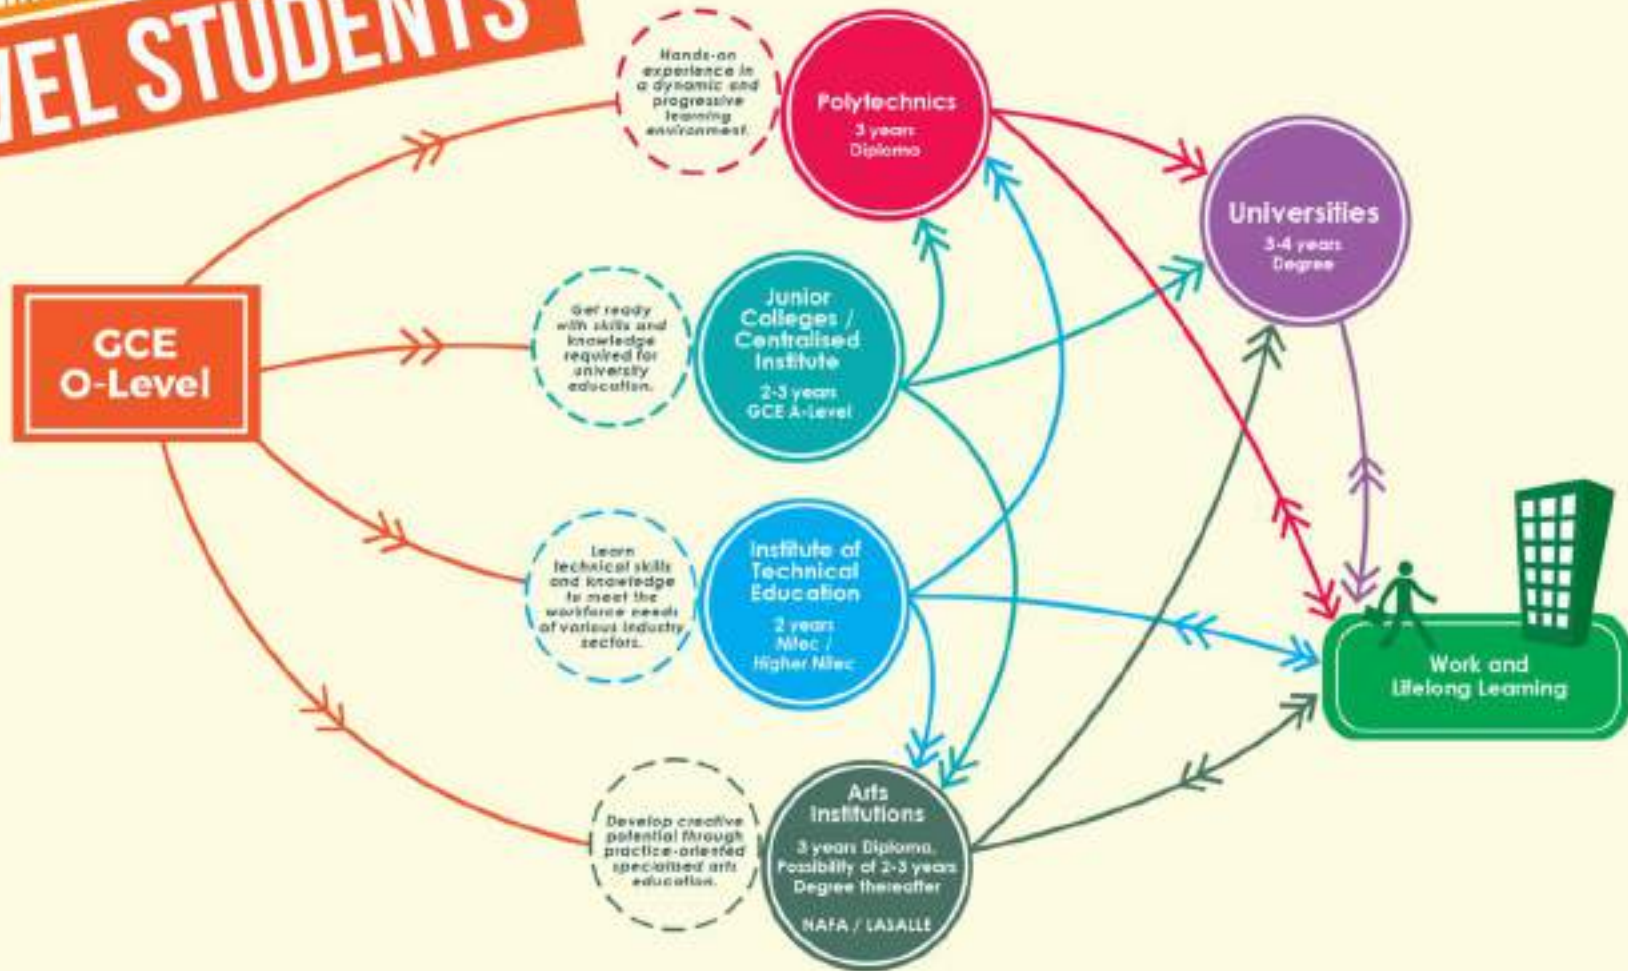 VEL STUDENTS
Hands-on
experience in
a dynamic and
progressive
learning
environment.
Polytechnics
3 years
Diploma
Universities
3-4 years
Degree
GCE
O-Level
Get ready
with skills and
knowledge
required for
university
education.
Junior
Colleges /
Centralised
Institute
2-3 years
GCE A-Level
Learn
technical skills
and knowledge
to meet the
workforce needs
of various industry
sectors.
Institute of
Technical
Education
2 years
Nitec /
Higher Nitec
Work and
Lifelong Learning
Develop creative
potential through
practice-oriented
specialised arts
education.
Arts
Institutions
3 years Diploma,
Possibility of 2-3 years
Degree thereafter
NAFA / LASALLE